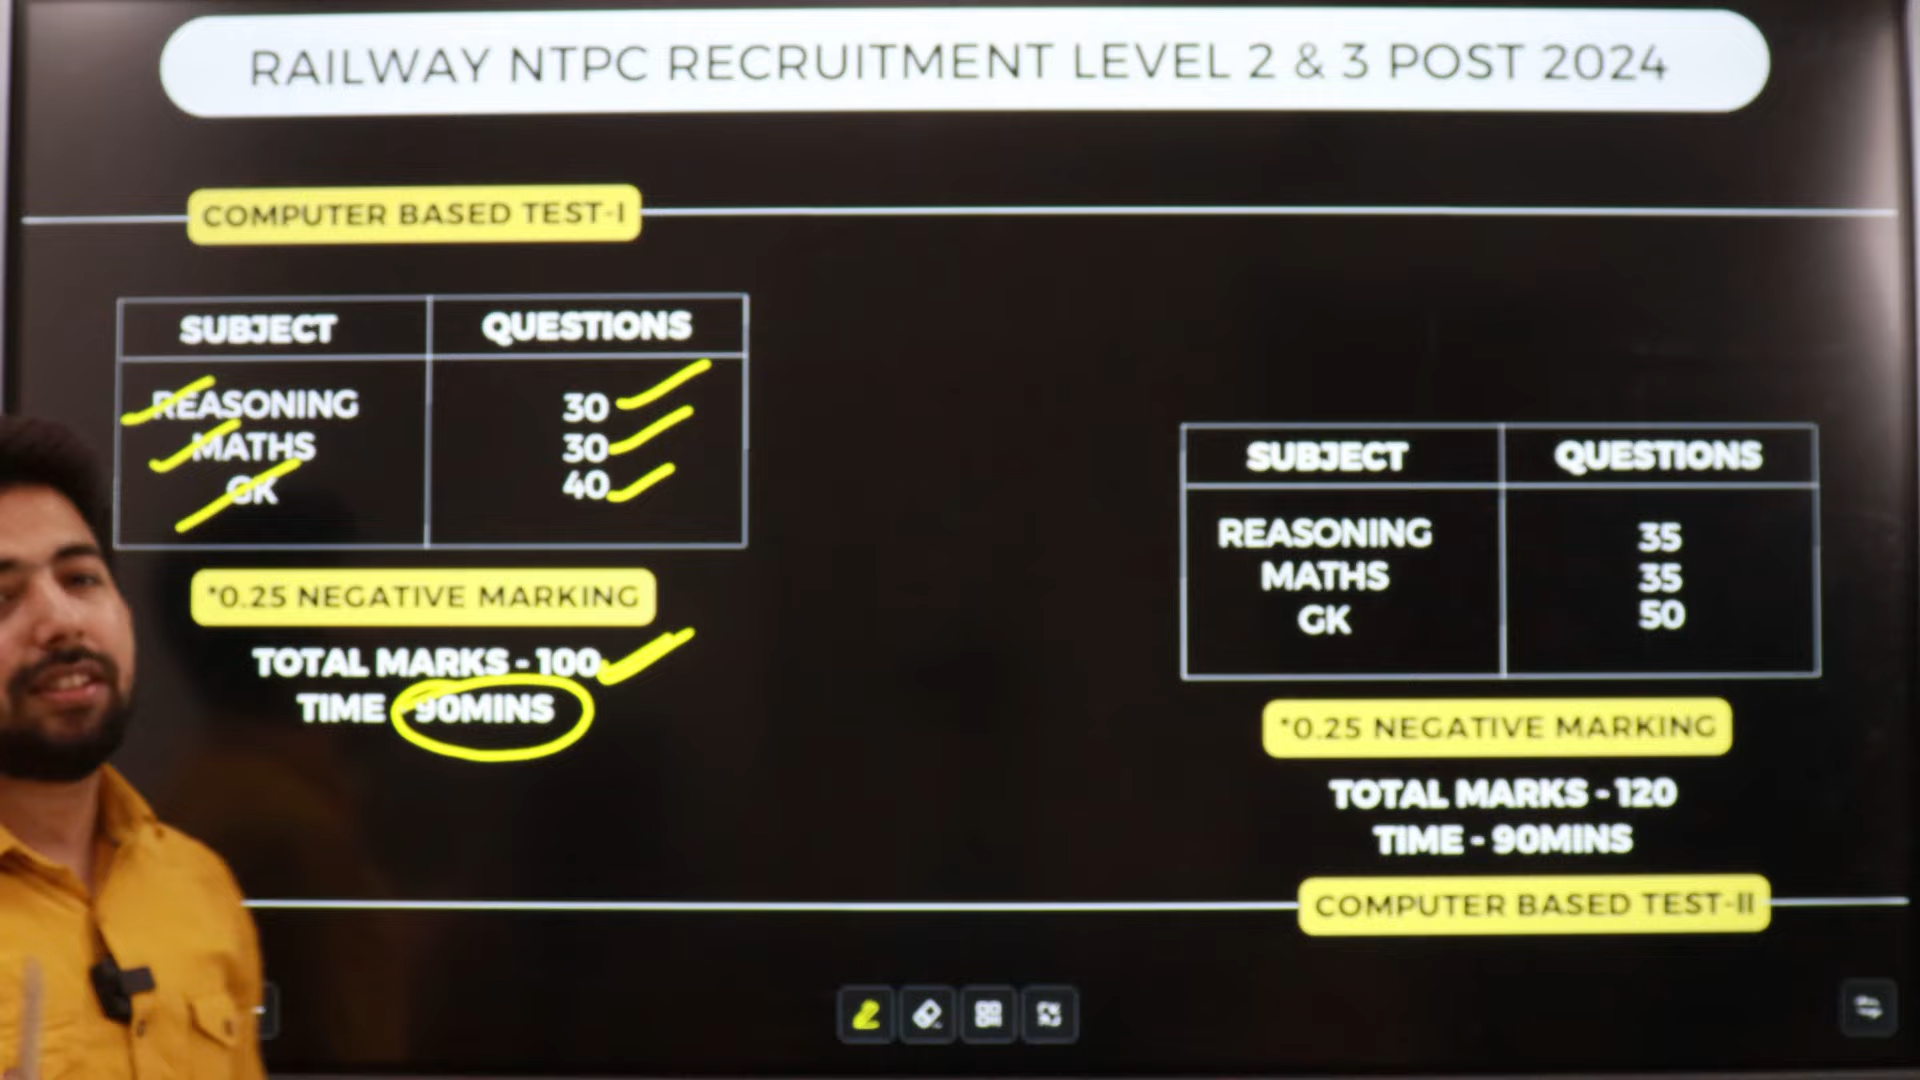 RAILWAY NTPC RECRUITMENT LEVEL 2 & 3 POST 2024
COMPUTER BASED TEST-I
SUBJECT QUESTIONS
REASONING 30
MATHS 30
GK 40
*0.25 NEGATIVE MARKING
TOTAL MARKS - 100
TIME 90MINS
SUBJECT QUESTIONS
REASONING 35
MATHS 35
GK 50
*0.25 NEGATIVE MARKING
TOTAL MARKS - 120
TIME - 90MINS
COMPUTER BASED TEST-II